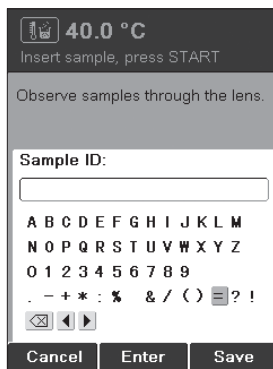 40.0 °C
Insert sample, press START
Observe samples through the lens.
Sample ID:
A B C D E F G H I J K L M
N O P Q R S T U V W X Y Z
0 1 2 3 4 5 6 7 8 9
. - + * : % & / ( ) = ? !
Cancel Enter Save